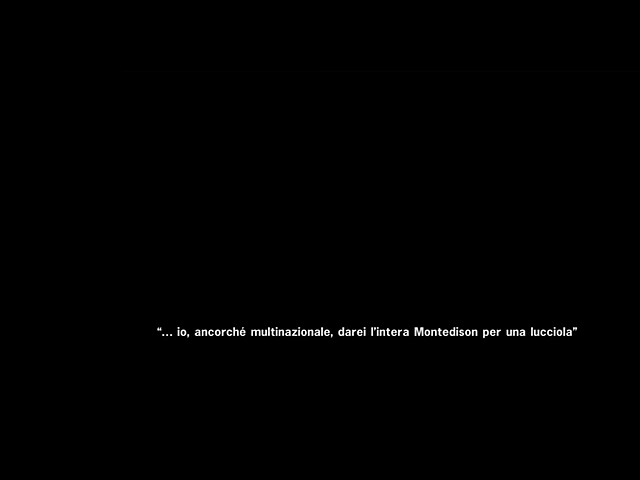 “... io, ancorché multinazionale, darei l'intera Montedison per una lucciola”